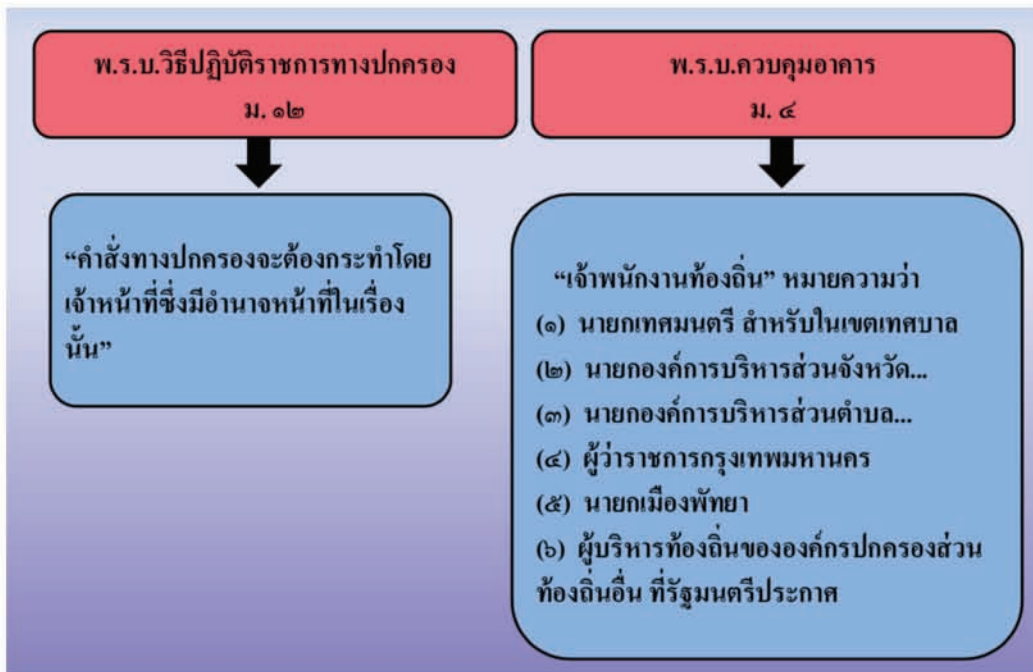 พ.ร.บ.วิธีปฏิบัติราชการทางปกครอง
ม. ๑๒
“คำสั่งทางปกครองจะต้องกระทำโดย
เจ้าหน้าที่ซึ่งมีอำนาจหน้าที่ในเรื่อง
นั้น”
พ.ร.บ.ควบคุมอาคาร
ม. ๔
“เจ้าพนักงานท้องถิ่น” หมายความว่า
(๑) นายกเทศมนตรี สำหรับในเขตเทศบาล
(๒) นายกองค์การบริหารส่วนจังหวัด...
(๓) นายกองค์การบริหารส่วนตำบล...
(๔) ผู้ว่าราชการกรุงเทพมหานคร
(๕) นายกเมืองพัทยา
(๖) ผู้บริหารท้องถิ่นขององค์กรปกครองส่วน
ท้องถิ่นอื่น ที่รัฐมนตรีประกาศ